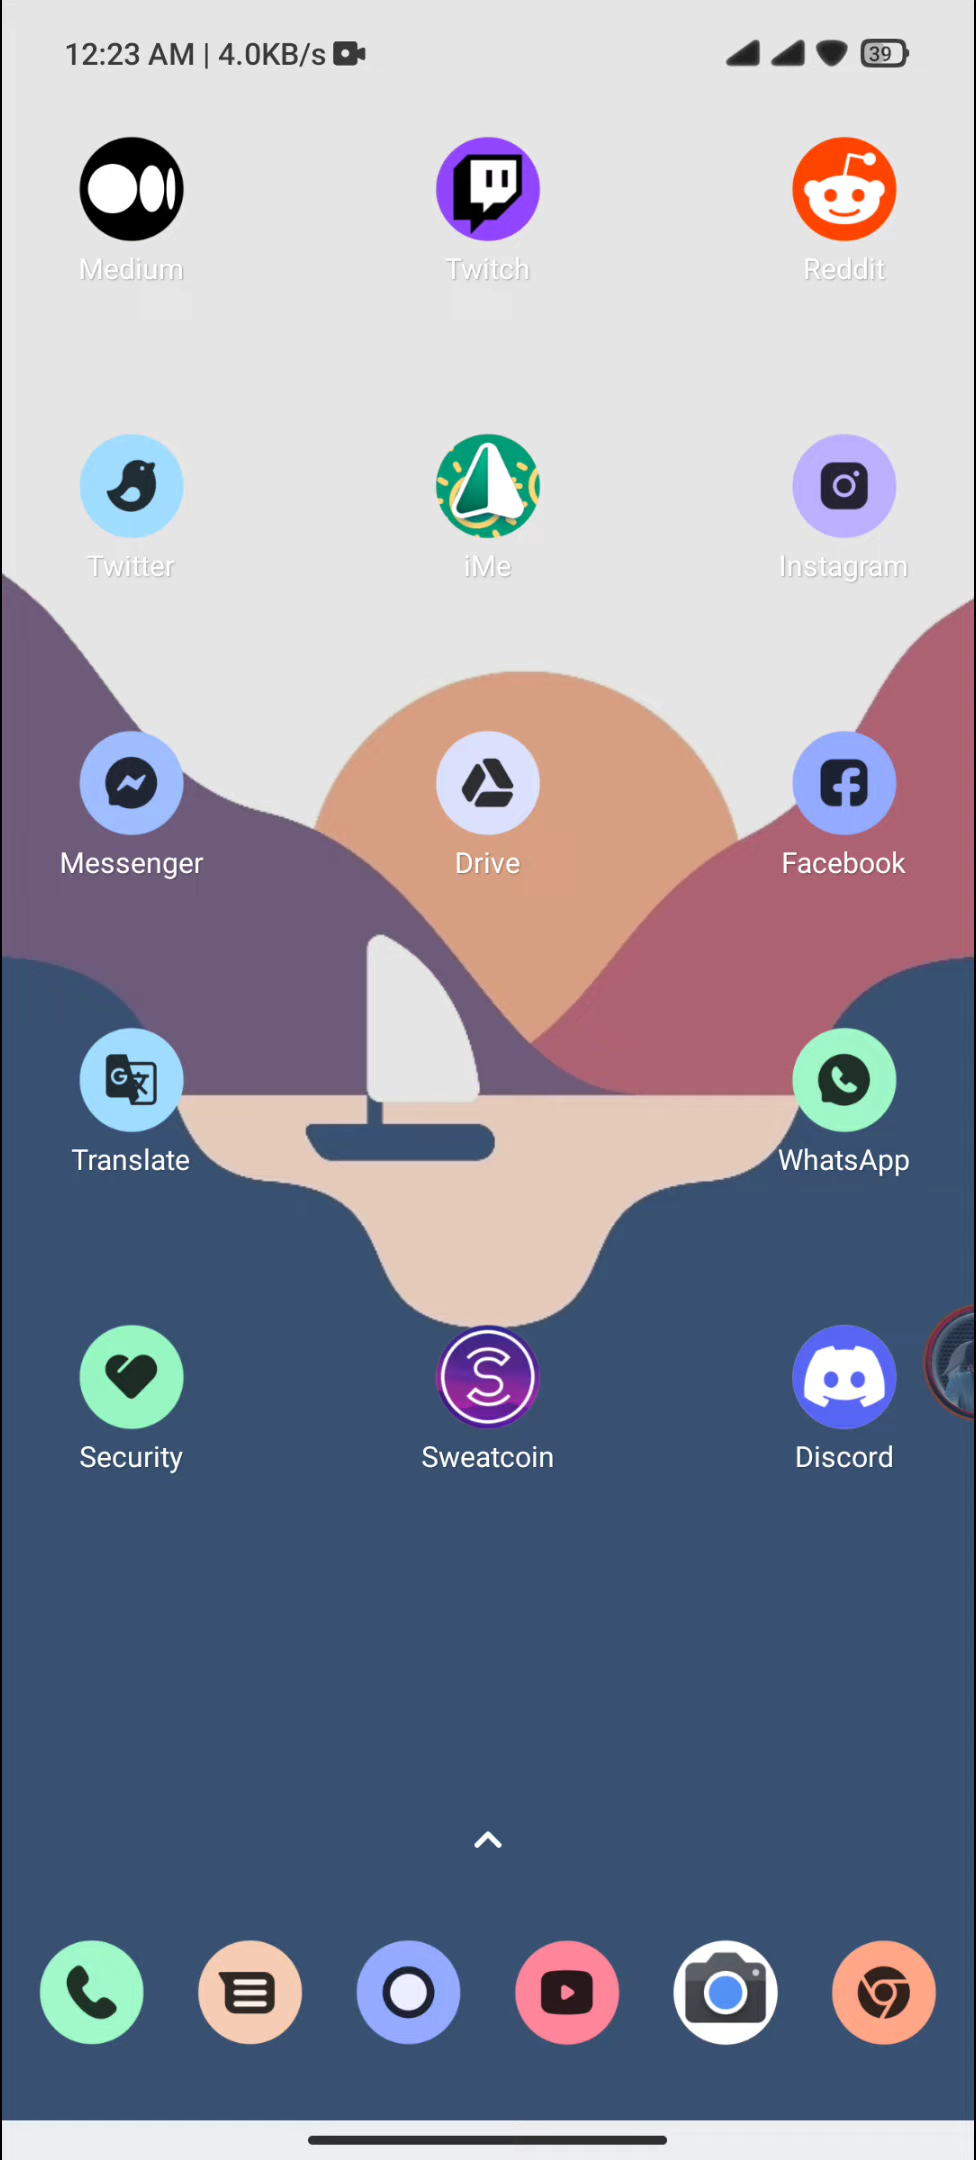 12:23 AM | 4.0KB/s
39
Medium
Twitch
Reddit
Twitter
iMe
Instagram
Messenger
Drive
Facebook
Translate
WhatsApp
Security
Sweatcoin
Discord